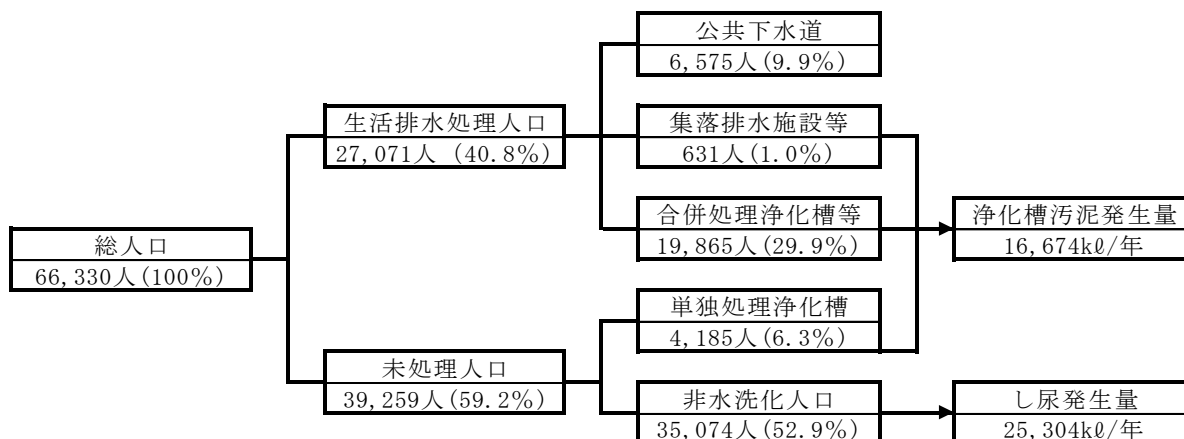 総人口
66,330人(100%)
生活排水処理人口
27,071人 (40.8%)
未処理人口
39,259人(59.2%)
公共下水道
6,575人(9.9%)
集落排水施設等
631人(1.0%)
合併処理浄化槽等
19,865人(29.9%)
単独処理浄化槽
4,185人(6.3%)
非水洗化人口
35,074人(52.9%)
浄化槽汚泥発生量
16,674kℓ/年
し尿発生量
25,304kℓ/年